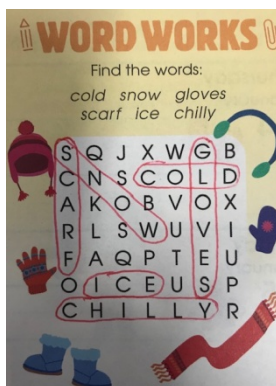 WORD WORKS
Find the words:
cold snow gloves
scarf ice chilly
S Q J X W G B
C N S C O L D
A K O B V O X
R L S W U V I
F A Q P T E U
O I C E U S P
C H I L L Y R